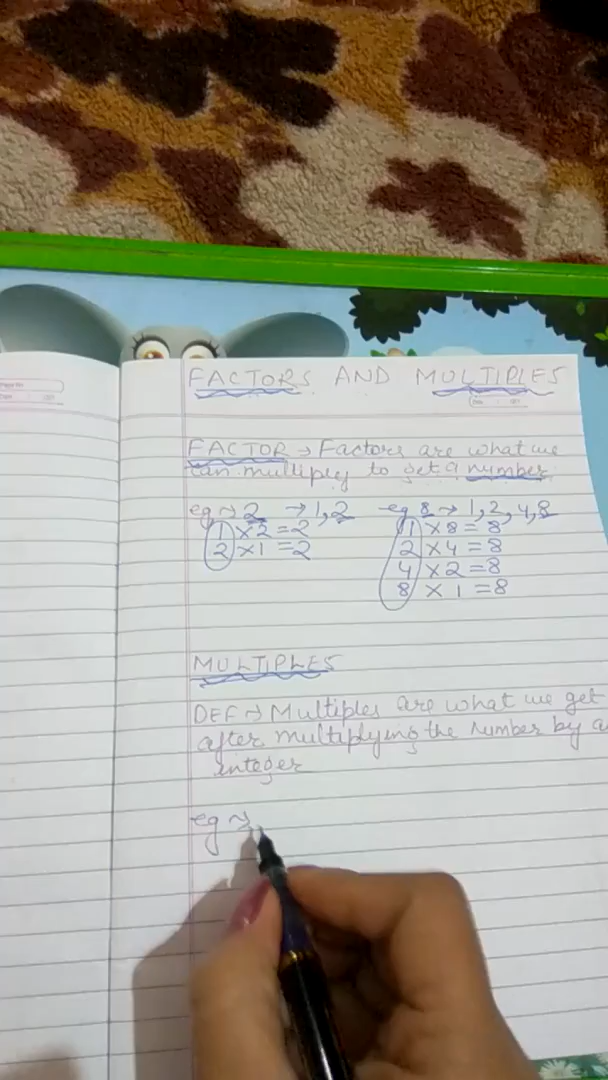 FACTORS AND MULTIPLES
FACTOR → Factors are what we
can multiply to get a number
eg → 2 → 1, 2
1 × 2 = 2
2 × 1 = 2
eg 8 → 1, 2, 4, 8
1 × 8 = 8
2 × 4 = 8
4 × 2 = 8
8 × 1 = 8
MULTIPLES
DEF → Multiples are what we get
after multiplying the number by a
integer
eg →